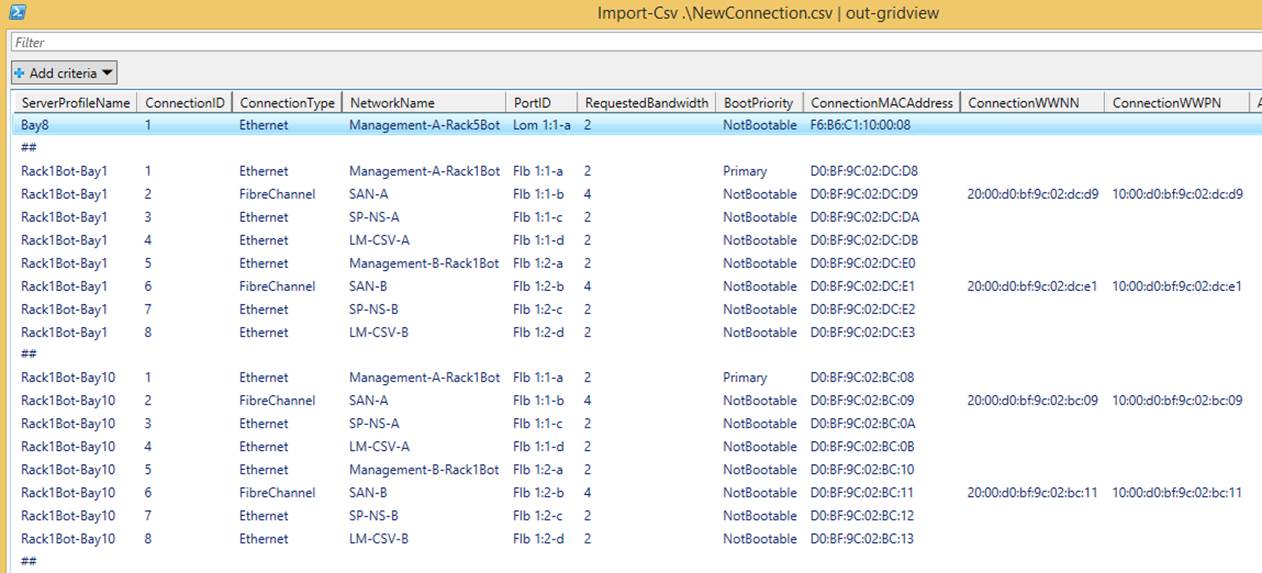 Import-Csv .\NewConnection.csv | out-gridview
Filter
Add criteria
ServerProfileName ConnectionID ConnectionType NetworkName PortID RequestedBandwidth BootPriority ConnectionMACAddress ConnectionWWNN ConnectionWWPN A
Bay8 1 Ethernet Management-A-Rack5Bot Lom 1:1-a 2 NotBootable F6:B6:C1:10:00:08
##
Rack1Bot-Bay1 1 Ethernet Management-A-Rack1Bot Flb 1:1-a 2 Primary D0:BF:9C:02:DC:D8
Rack1Bot-Bay1 2 FibreChannel SAN-A Flb 1:1-b 4 NotBootable D0:BF:9C:02:DC:D9 20:00:d0:bf:9c:02:dc:d9 10:00:d0:bf:9c:02:dc:d9
Rack1Bot-Bay1 3 Ethernet SP-NS-A Flb 1:1-c 2 NotBootable D0:BF:9C:02:DC:DA
Rack1Bot-Bay1 4 Ethernet LM-CSV-A Flb 1:1-d 2 NotBootable D0:BF:9C:02:DC:DB
Rack1Bot-Bay1 5 Ethernet Management-B-Rack1Bot Flb 1:2-a 2 NotBootable D0:BF:9C:02:DC:E0
Rack1Bot-Bay1 6 FibreChannel SAN-B Flb 1:2-b 4 NotBootable D0:BF:9C:02:DC:E1 20:00:d0:bf:9c:02:dc:e1 10:00:d0:bf:9c:02:dc:e1
Rack1Bot-Bay1 7 Ethernet SP-NS-B Flb 1:2-c 2 NotBootable D0:BF:9C:02:DC:E2
Rack1Bot-Bay1 8 Ethernet LM-CSV-B Flb 1:2-d 2 NotBootable D0:BF:9C:02:DC:E3
##
Rack1Bot-Bay10 1 Ethernet Management-A-Rack1Bot Flb 1:1-a 2 Primary D0:BF:9C:02:BC:08
Rack1Bot-Bay10 2 FibreChannel SAN-A Flb 1:1-b 4 NotBootable D0:BF:9C:02:BC:09 20:00:d0:bf:9c:02:bc:09 10:00:d0:bf:9c:02:bc:09
Rack1Bot-Bay10 3 Ethernet SP-NS-A Flb 1:1-c 2 NotBootable D0:BF:9C:02:BC:0A
Rack1Bot-Bay10 4 Ethernet LM-CSV-A Flb 1:1-d 2 NotBootable D0:BF:9C:02:BC:0B
Rack1Bot-Bay10 5 Ethernet Management-B-Rack1Bot Flb 1:2-a 2 NotBootable D0:BF:9C:02:BC:10
Rack1Bot-Bay10 6 FibreChannel SAN-B Flb 1:2-b 4 NotBootable D0:BF:9C:02:BC:11 20:00:d0:bf:9c:02:bc:11 10:00:d0:bf:9c:02:bc:11
Rack1Bot-Bay10 7 Ethernet SP-NS-B Flb 1:2-c 2 NotBootable D0:BF:9C:02:BC:12
Rack1Bot-Bay10 8 Ethernet LM-CSV-B Flb 1:2-d 2 NotBootable D0:BF:9C:02:BC:13
##